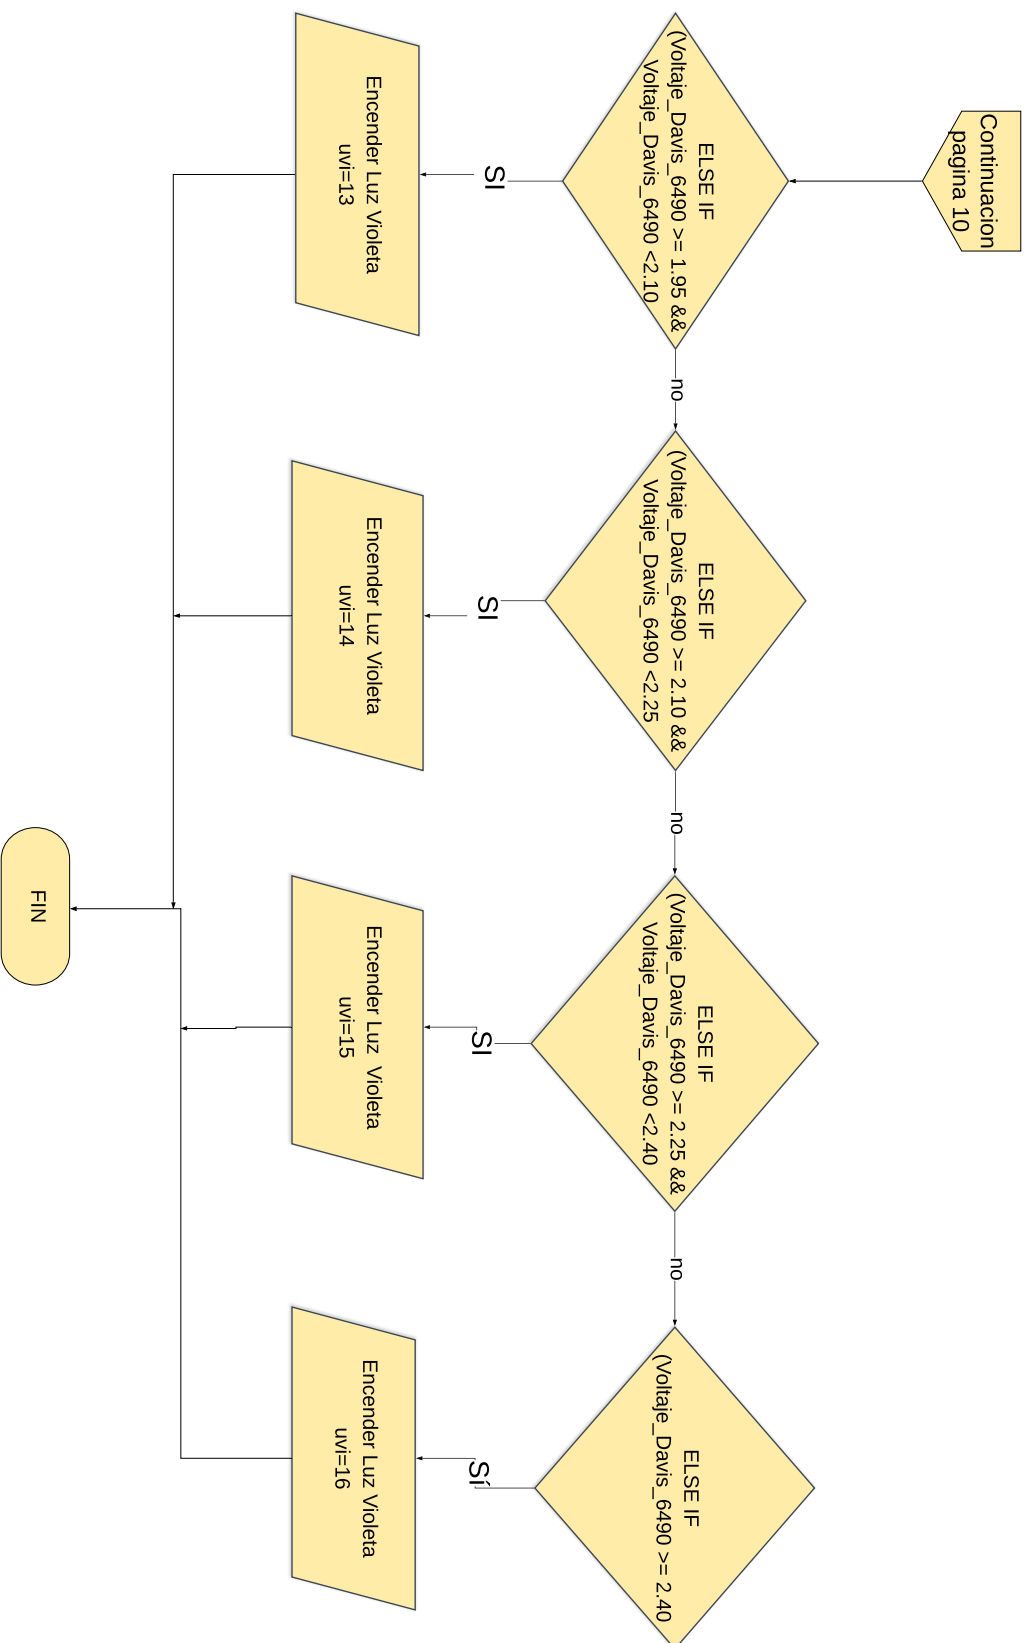 Continuacion
pagina 10
ELSE IF
(Voltaje_Davis_6490 >= 1.95 &&
Voltaje_Davis_6490 <2.10
no
ELSE IF
(Voltaje_Davis_6490 >= 2.10 &&
Voltaje_Davis_6490 <2.25
no
ELSE IF
(Voltaje_Davis_6490 >= 2.25 &&
Voltaje_Davis_6490 <2.40
no
ELSE IF
(Voltaje_Davis_6490 >= 2.40
SI
SI
SI
Sí
Encender Luz Violeta
uvi=13
Encender Luz Violeta
uvi=14
Encender Luz  Violeta
uvi=15
Encender Luz Violeta
uvi=16
FIN